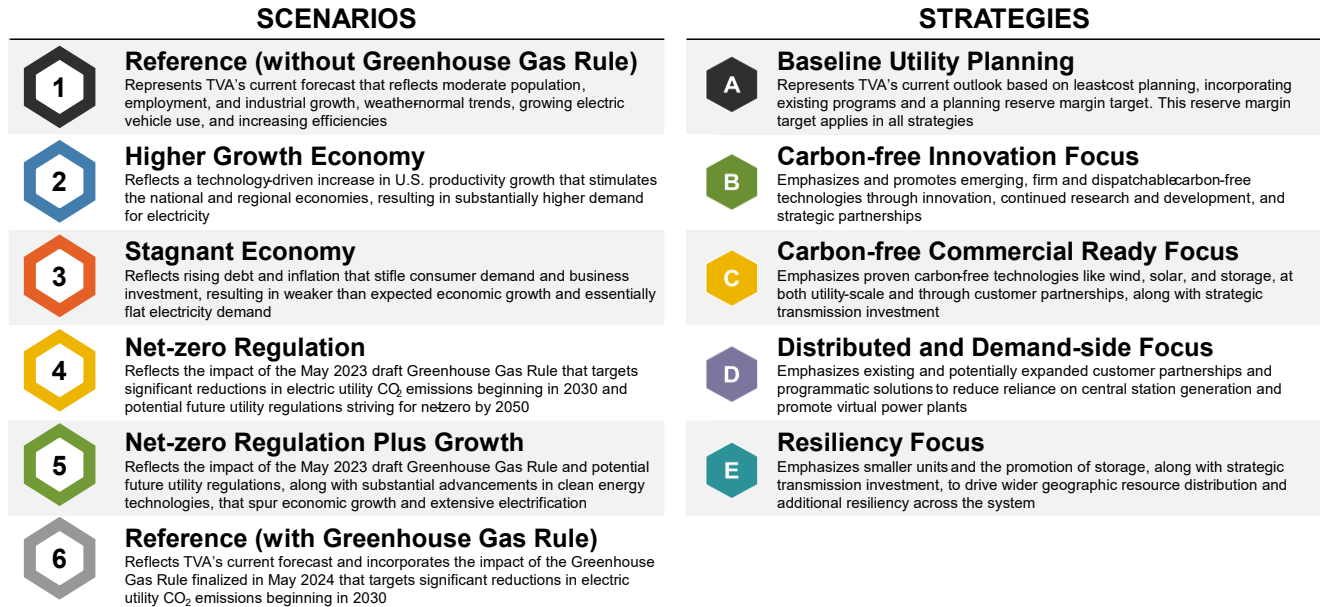 SCENARIOS
1
Reference (without Greenhouse Gas Rule)
Represents TVA's current forecast that reflects moderate population,
employment, and industrial growth, weather-normal trends, growing electric
vehicle use, and increasing efficiencies
2
Higher Growth Economy
Reflects a technology-driven increase in U.S. productivity growth that stimulates
the national and regional economies, resulting in substantially higher demand
for electricity
3
Stagnant Economy
Reflects rising debt and inflation that stifle consumer demand and business
investment, resulting in weaker than expected economic growth and essentially
flat electricity demand
4
Net-zero Regulation
Reflects the impact of the May 2023 draft Greenhouse Gas Rule that targets
significant reductions in electric utility CO2 emissions beginning in 2030 and
potential future utility regulations striving for net-zero by 2050
5
Net-zero Regulation Plus Growth
Reflects the impact of the May 2023 draft Greenhouse Gas Rule and potential
future utility regulations, along with substantial advancements in clean energy
technologies, that spur economic growth and extensive electrification
6
Reference (with Greenhouse Gas Rule)
Reflects TVA's current forecast and incorporates the impact of the Greenhouse
Gas Rule finalized in May 2024 that targets significant reductions in electric
utility CO2 emissions beginning in 2030
STRATEGIES
A
Baseline Utility Planning
Represents TVA's current outlook based on least-cost planning, incorporating
existing programs and a planning reserve margin target. This reserve margin
target applies in all strategies
B
Carbon-free Innovation Focus
Emphasizes and promotes emerging, firm and dispatchable carbon-free
technologies through innovation, continued research and development, and
strategic partnerships
C
Carbon-free Commercial Ready Focus
Emphasizes proven carbon-free technologies like wind, solar, and storage, at
both utility-scale and through customer partnerships, along with strategic
transmission investment
D
Distributed and Demand-side Focus
Emphasizes existing and potentially expanded customer partnerships and
programmatic solutions to reduce reliance on central station generation and
promote virtual power plants
E
Resiliency Focus
Emphasizes smaller units and the promotion of storage, along with strategic
transmission investment, to drive wider geographic resource distribution and
additional resiliency across the system